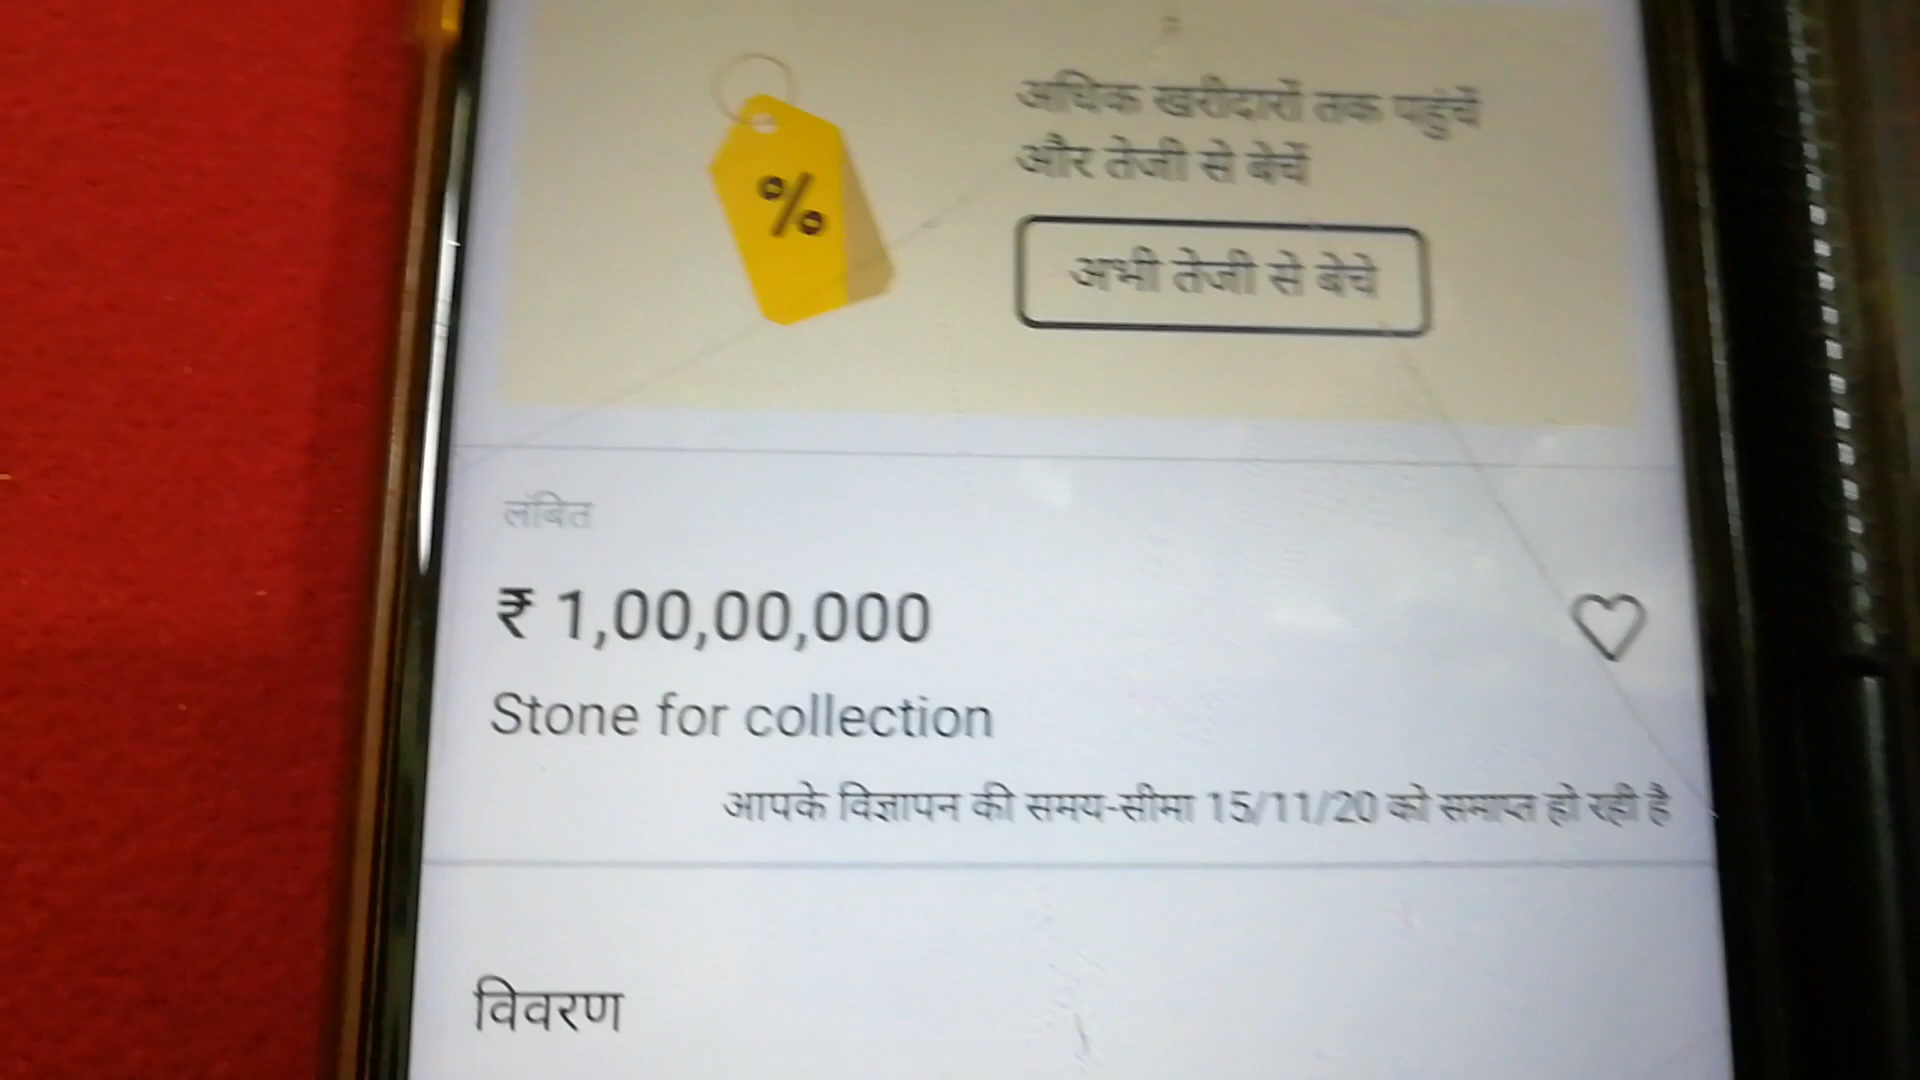 %
अधिक खरीदारों तक पहुंचें
और तेजी से बेचें
अभी तेजी से बेचे
लंबित
₹ 1,00,00,000
Stone for collection
आपके विज्ञापन की समय-सीमा 15/11/20 को समाप्त हो रही है
विवरण